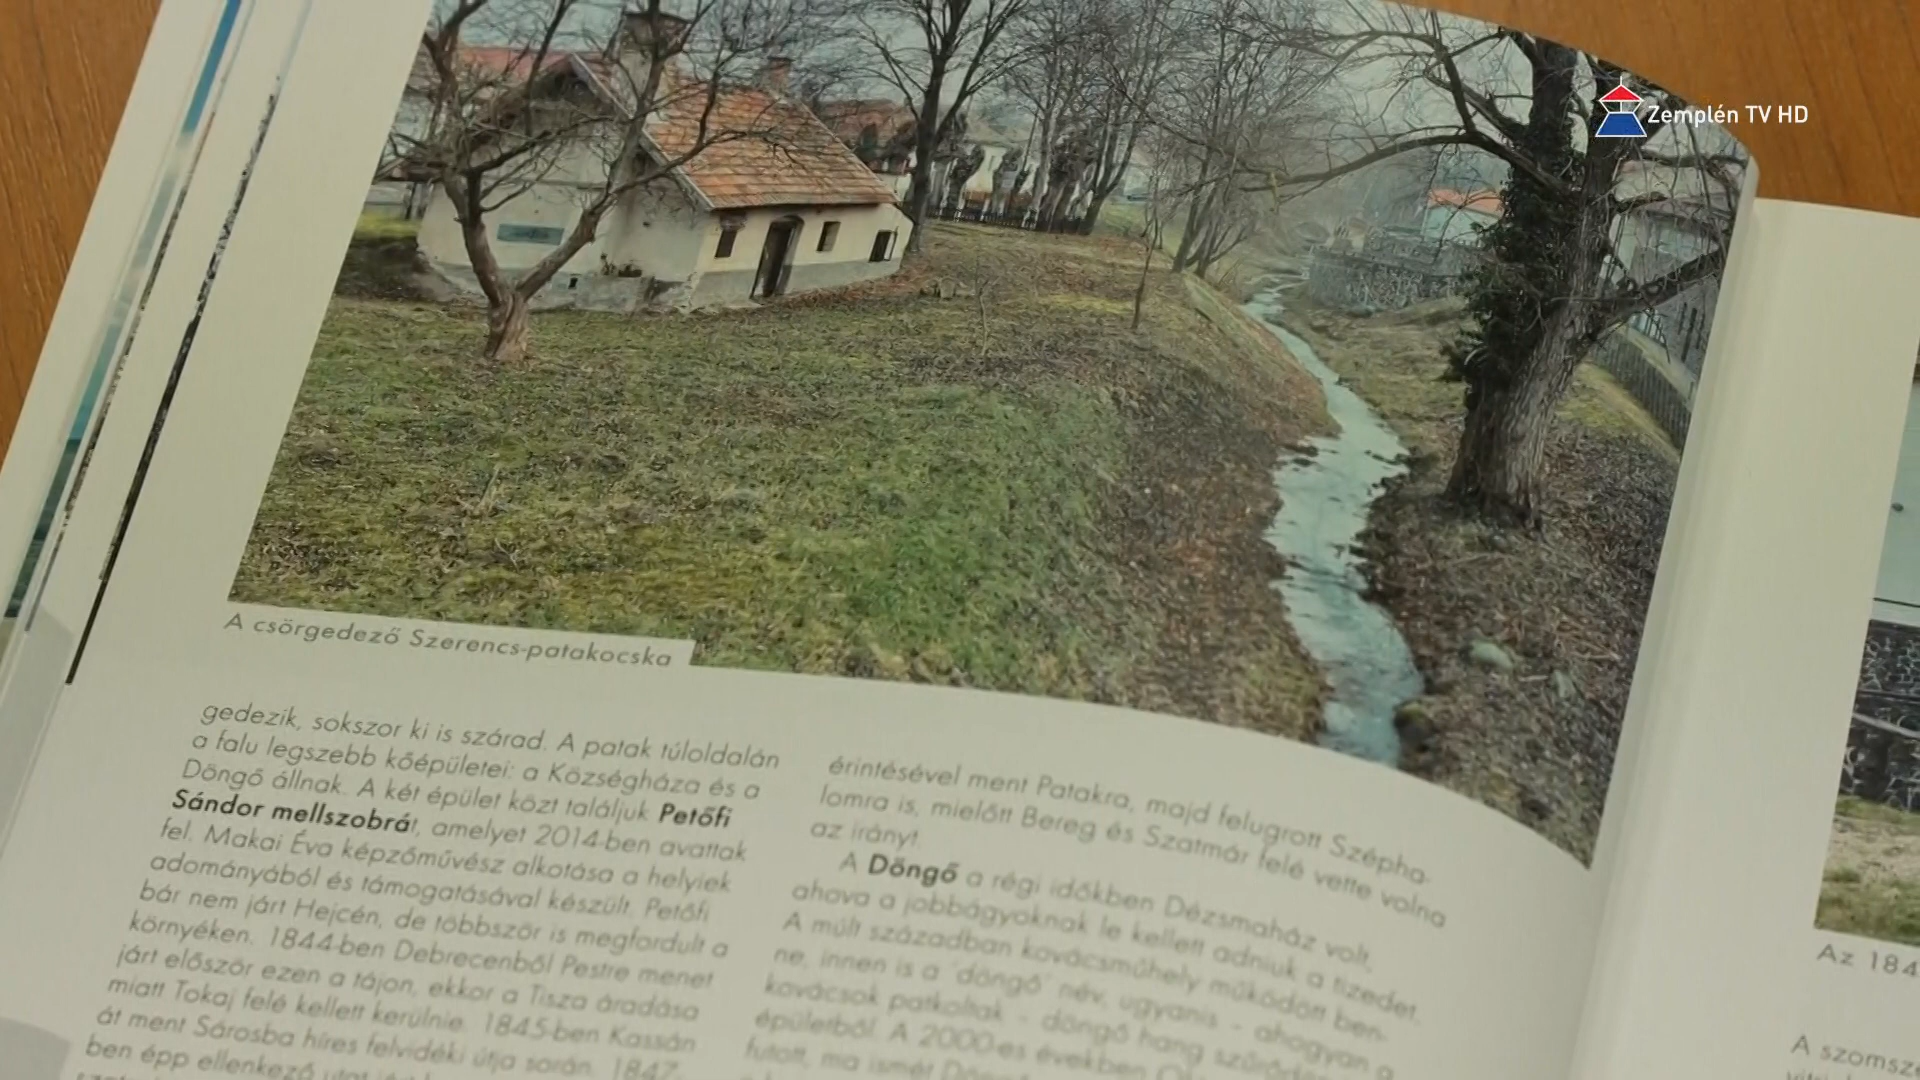 Zemplén TV HD
A csörgedező Szerencs-patakocska
gedezik, sokszor ki is szárad. A patak túloldalán
a falu legszebb kőépületei: a Községháza és a
Döngő állnak. A két épület közt találjuk Petőfi
Sándor mellszobrát, amelyet 2014-ben avattak
fel. Makai Éva képzőművész alkotása a helyiek
adományából és támogatásával készült. Petőfi
bár nem járt Hejcén, de többször is megfordult a
környéken. 1844-ben Debrecenből Pestre menet
járt először ezen a tájon, ekkor a Tisza áradása
miatt Tokaj felé kellett kerülnie. 1845-ben Kassán
át ment Sárosba híres felvidéki útja során. 1847-
ben épp ellenkező
érintésével ment Patakra, majd felugrott Szépha-
lomra is, mielőtt Bereg és Szatmár felé vette volna
az irányt.
A Döngő a régi időkben Dézsmaház volt,
ahova a jobbágyoknak le kellett adniuk a tizedet.
A múlt században kovácsműhely működött ben-
ne, innen is a "döngő" név, ugyanis - ahogyan a
kovácsok patkoltak - döngő hang szűrődött
épületből. A 2000-es években
futott, ma ismét
Az 184
A szomsze